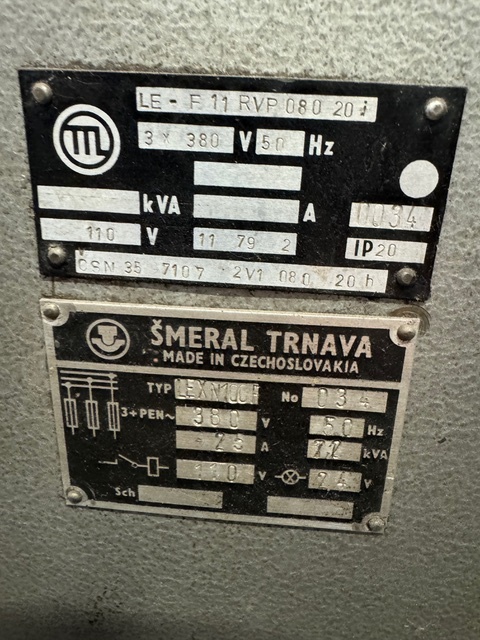 LE - F 11 RVP 080 20 i
3 X 380 V 50 Hz
kVA A 0034
110 V 11 79 2 IP20
ČSN 35 7107 2V1 080 20 h
ŠMERAL TRNAVA
MADE IN CZECHOSLOVAKIA
TYP No 034
3+PEN~ 380 V 50 Hz
25 A kVA
110 V 24 V
Sch